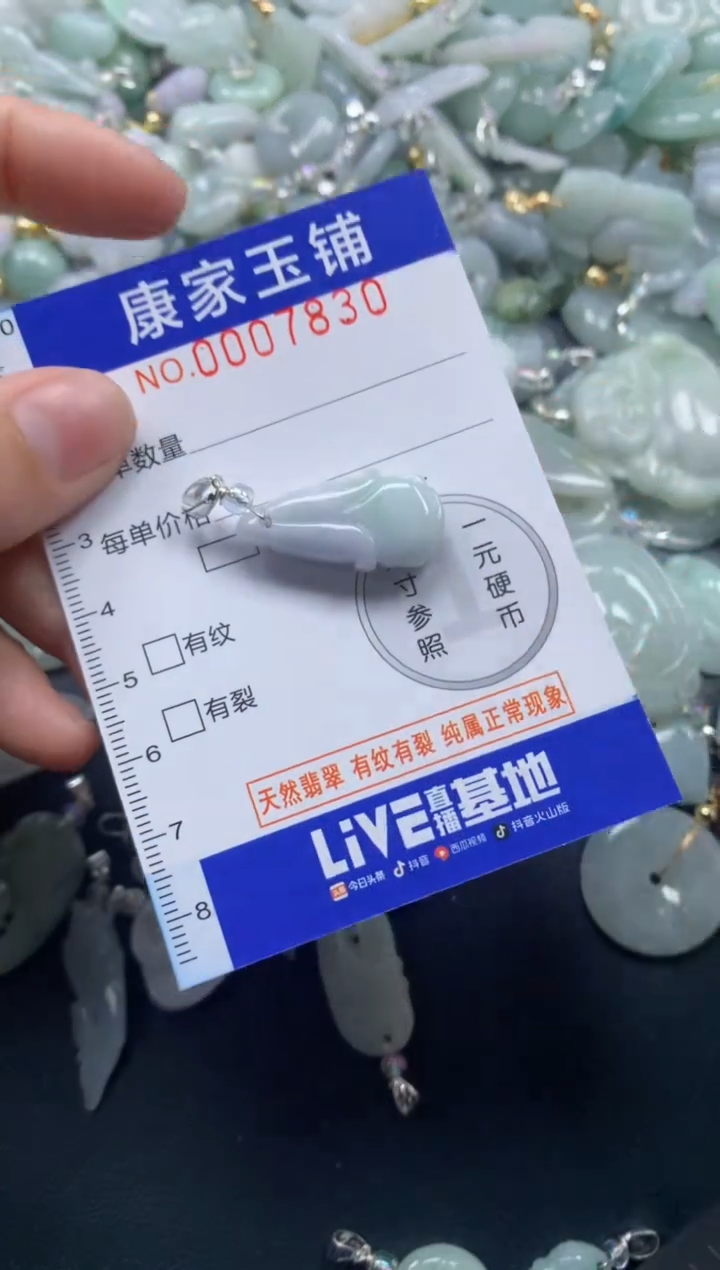 康家玉铺
NO.0007830
单数量
每单价格
有纹
有裂
一元硬币
寸参照
天然翡翠 有纹有裂 纯属正常现象
LiVE直播基地
今日头条 抖音 西瓜视频 抖音火山版
0
3
4
5
6
7
8
1